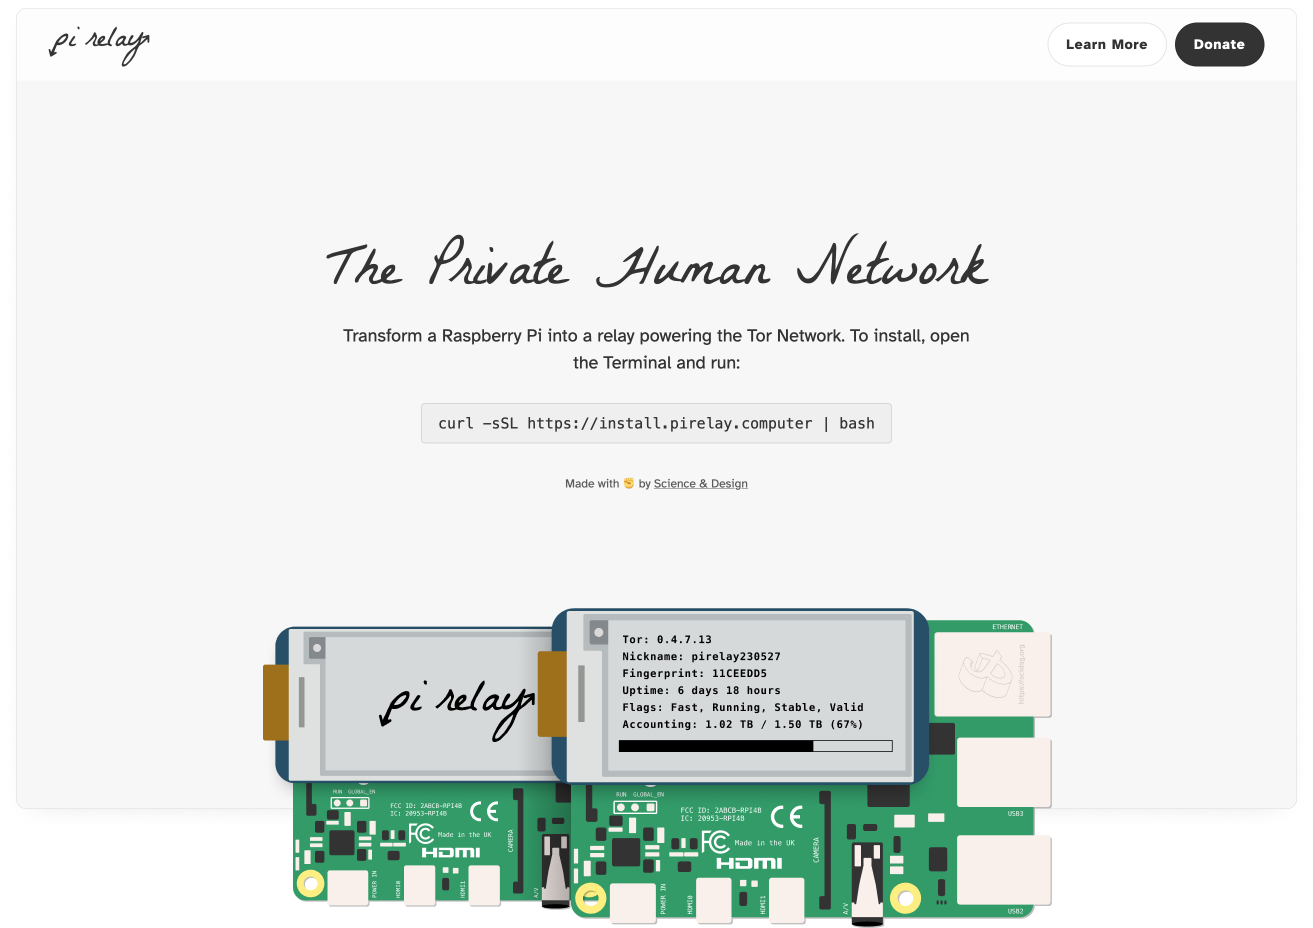 pi relay
Learn More
Donate
The Private Human Network
Transform a Raspberry Pi into a relay powering the Tor Network. To install, open
the Terminal and run:
curl -sSL https://install.pirelay.computer | bash
Made with ✊ by Science & Design
pi relay
RUN GLOBAL_EN
FCC ID: 2ABCB-RPI4B
IC: 20953-RPI4B
CE
FC
Made in the UK
HDMI
CAMERA
POWER IN
HDMI0
HDMI1
A/V
Tor: 0.4.7.13
Nickname: pirelay230527
Fingerprint: 11CEEDD5
Uptime: 6 days 18 hours
Flags: Fast, Running, Stable, Valid
Accounting: 1.02 TB / 1.50 TB (67%)
RUN GLOBAL_EN
FCC ID: 2ABCB-RPI4B
IC: 20953-RPI4B
CE
FC
Made in the UK
HDMI
CAMERA
POWER IN
HDMI0
HDMI1
A/V
ETHERNET
https://scidsg.org
USB3
USB2